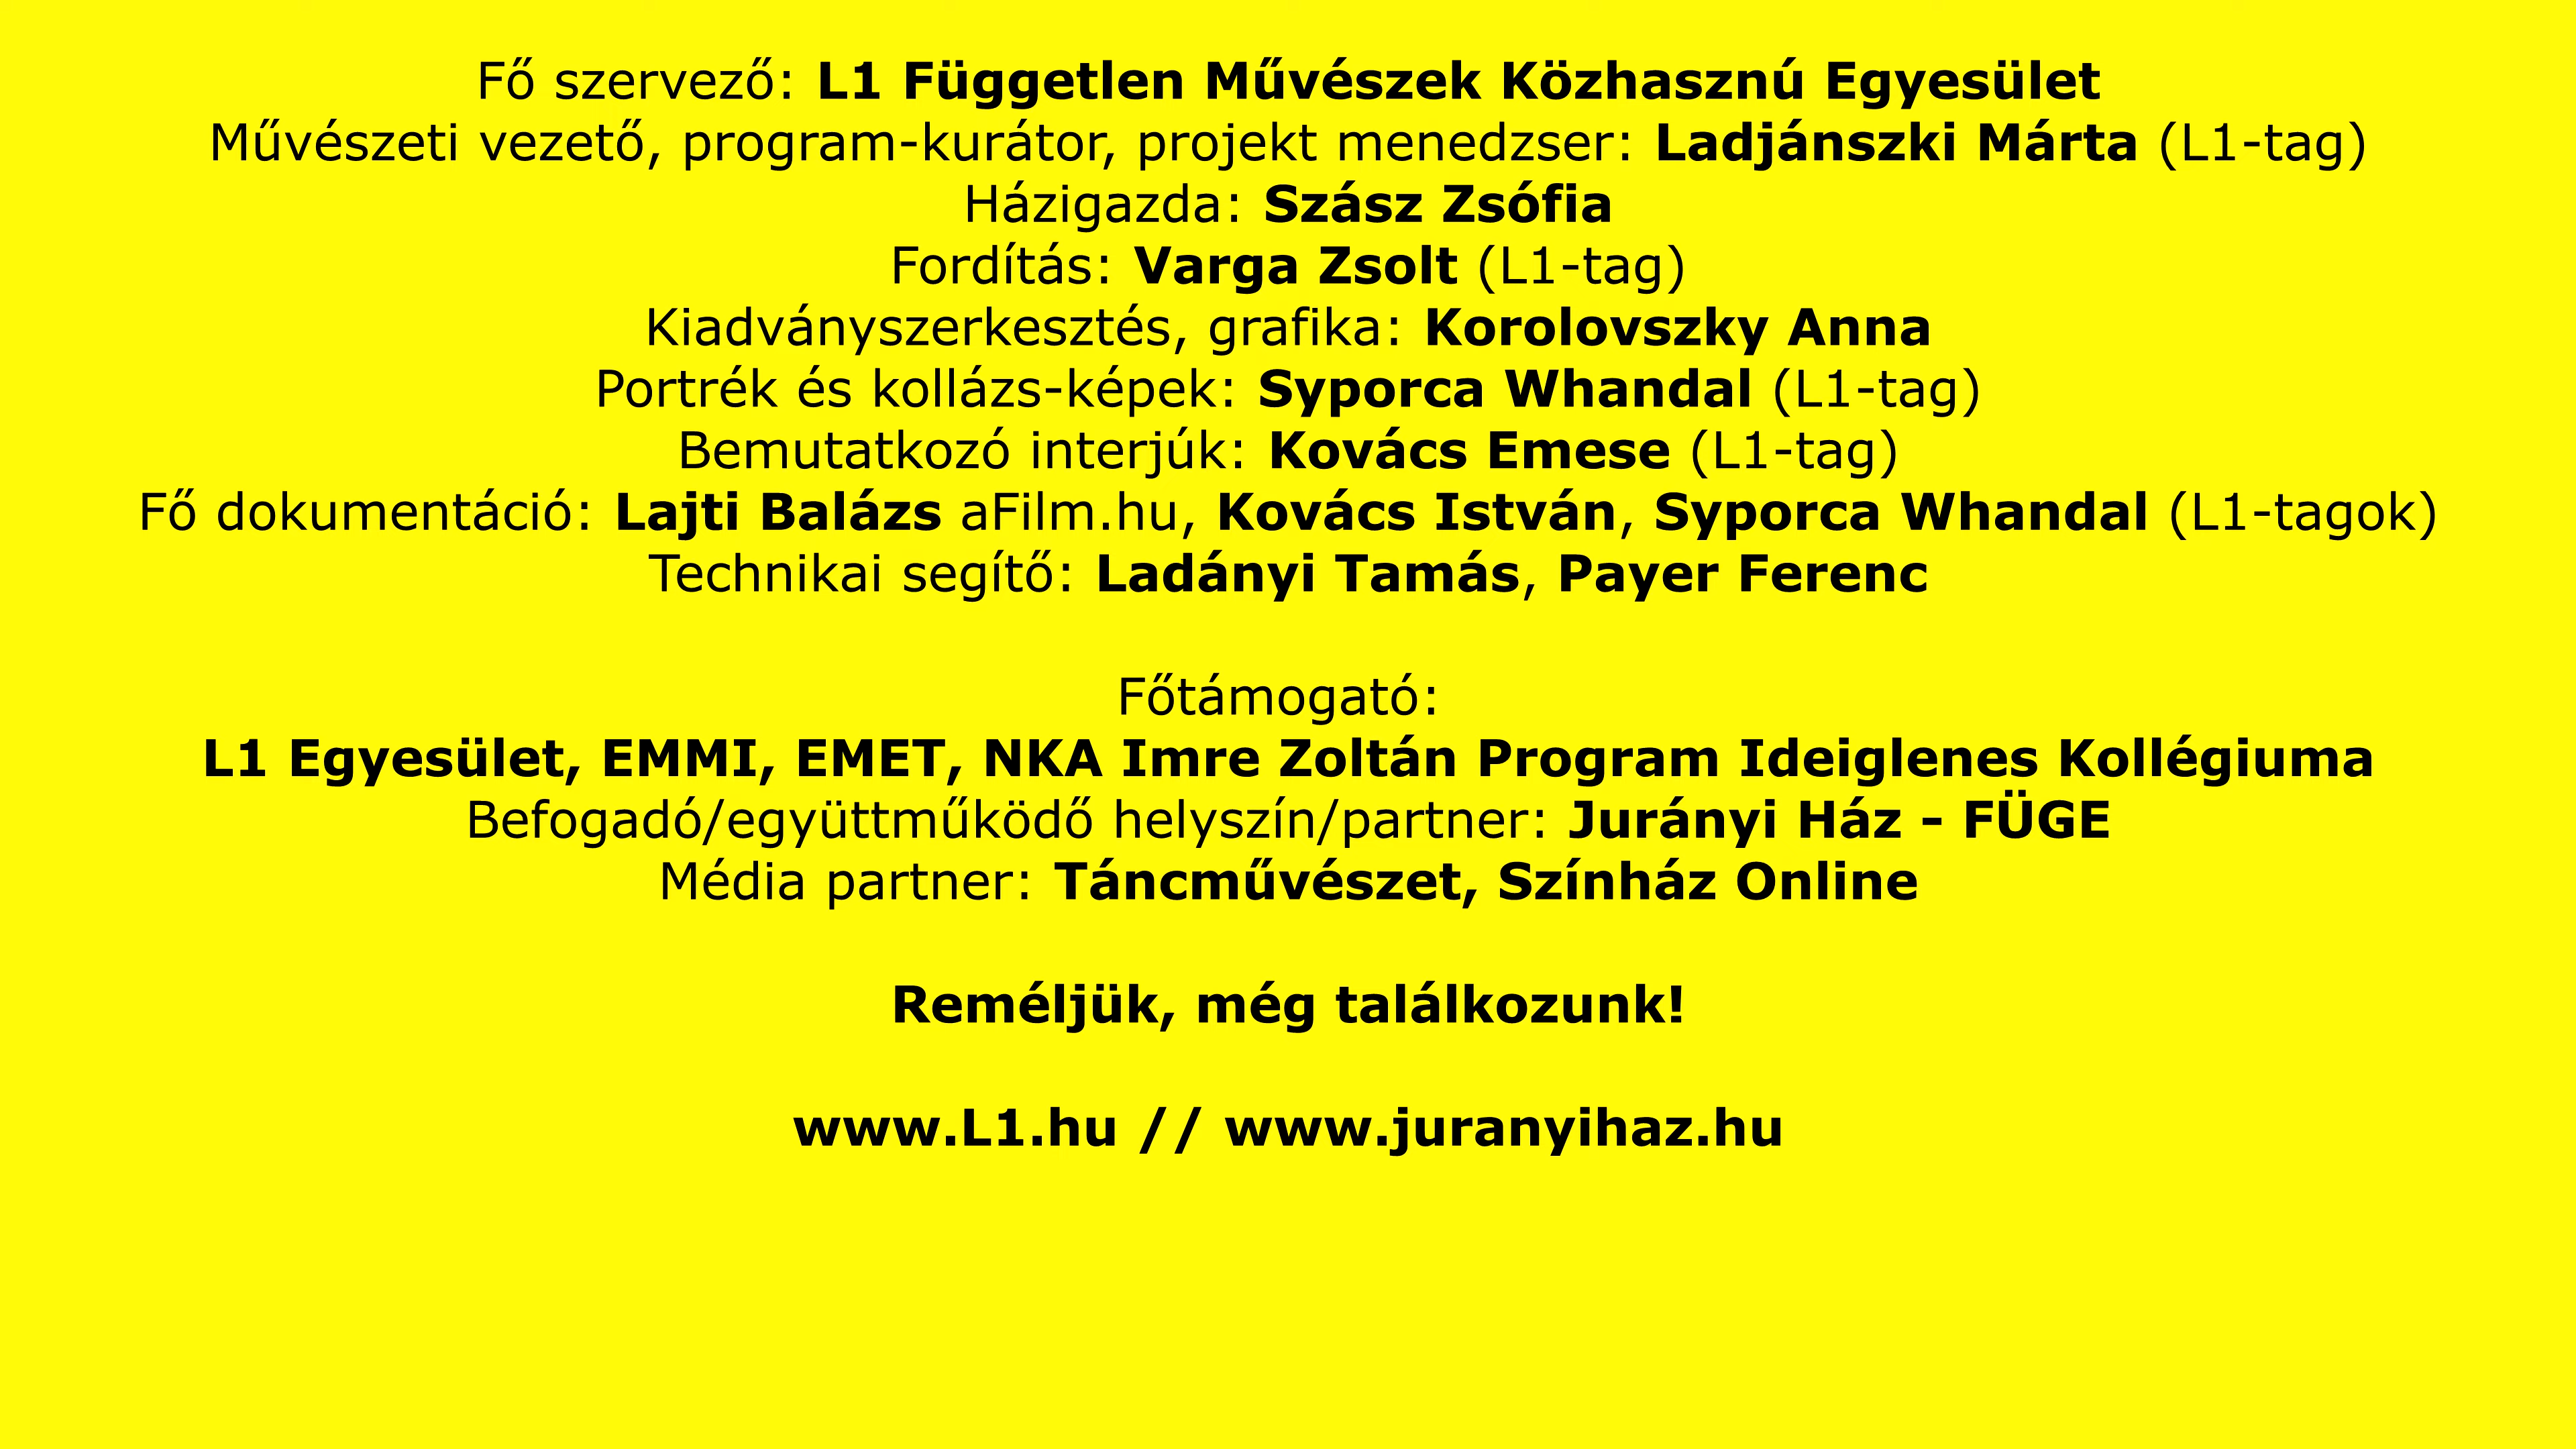 Fő szervező: L1 Független Művészek Közhasznú Egyesület
Művészeti vezető, program-kurátor, projekt menedzser: Ladjánszki Márta (L1-tag)
Házigazda: Szász Zsófia
Fordítás: Varga Zsolt (L1-tag)
Kiadványszerkesztés, grafika: Korolovszky Anna
Portrék és kollázs-képek: Syporca Whandal (L1-tag)
Bemutatkozó interjúk: Kovács Emese (L1-tag)
Fő dokumentáció: Lajti Balázs aFilm.hu, Kovács István, Syporca Whandal (L1-tagok)
Technikai segítő: Ladányi Tamás, Payer Ferenc
Főtámogató:
L1 Egyesület, EMMI, EMET, NKA Imre Zoltán Program Ideiglenes Kollégiuma
Befogadó/együttműködő helyszín/partner: Jurányi Ház - FÜGE
Média partner: Táncművészet, Színház Online
Reméljük, még találkozunk!
www.L1.hu // www.juranyihaz.hu